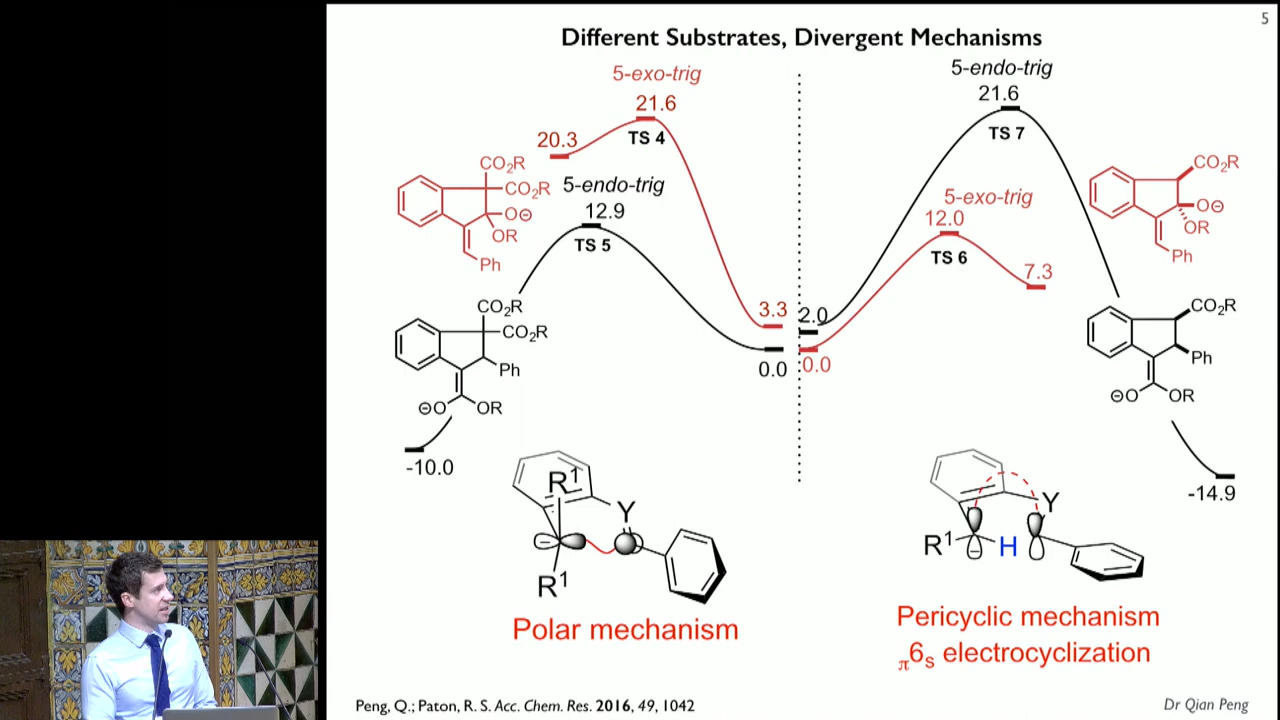 5
Different Substrates, Divergent Mechanisms
5-exo-trig
21.6
20.3
TS 4
5-endo-trig
12.9
TS 5
3.3
0.0
-10.0
CO₂R
CO₂R
O⊖
OR
Ph
CO₂R
CO₂R
Ph
⊖O
OR
5-endo-trig
21.6
TS 7
5-exo-trig
12.0
TS 6
7.3
2.0
0.0
-14.9
CO₂R
O⊖
OR
Ph
CO₂R
Ph
⊖O
OR
R¹
Y
−
R¹
Polar mechanism
Y
R¹
−
H
Pericyclic mechanism
π6s electrocyclization
Peng, Q.; Paton, R. S. Acc. Chem. Res. 2016, 49, 1042
Dr Qian Peng